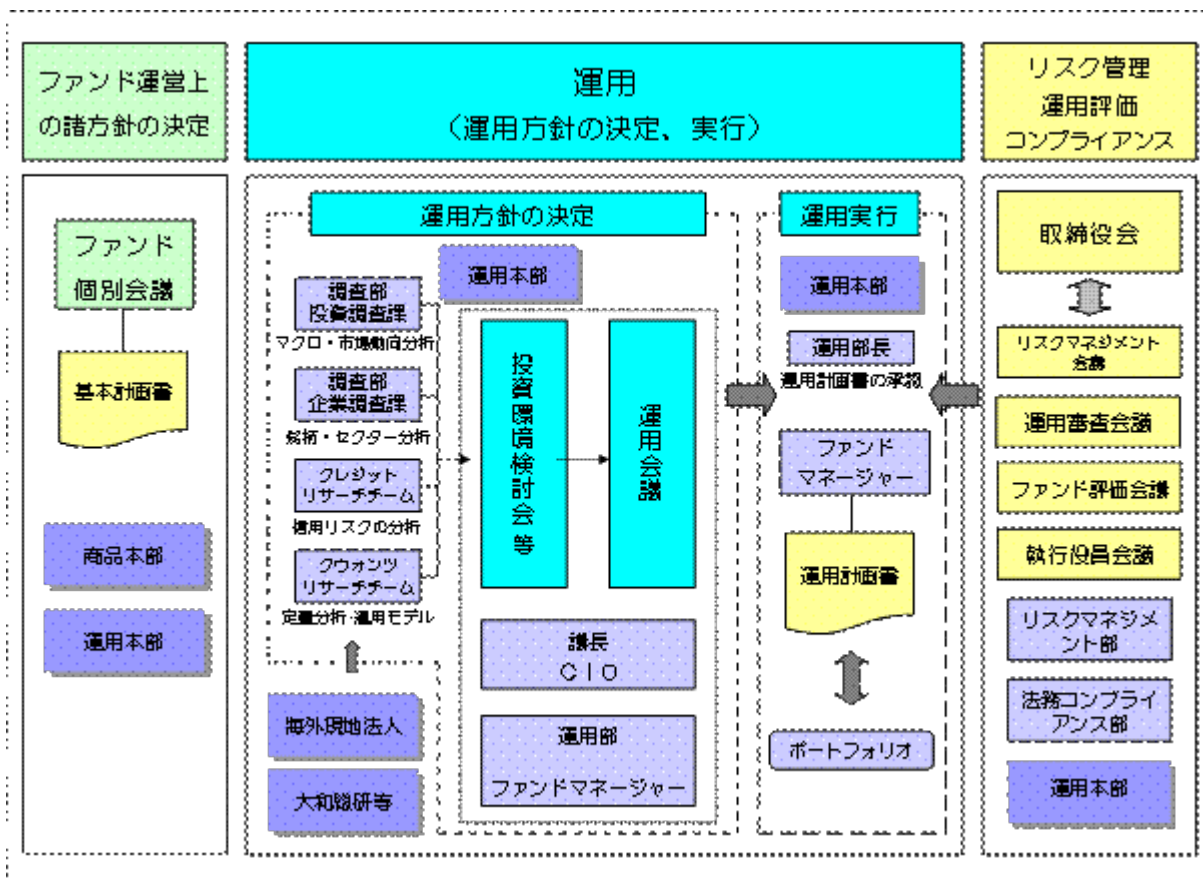 ファンド運営上
の諸方針の決定
運用
（運用方針の決定、実行）
リスク管理
運用評価
コンプライアンス
ファンド
個別会議
基本計画書
商品本部
運用本部
運用方針の決定
運用本部
調査部
投資調査課
マクロ・市場動向分析
調査部
企業調査課
銘柄・セクター分析
クレジット
リサーチチーム
信用リスクの分析
クウォンツ
リサーチチーム
定量分析・運用モデル
海外現地法人
大和総研等
投資環境検討会等
運用会議
議長
ＣＩＯ
運用部
ファンドマネージャー
運用実行
運用本部
運用部長
運用計画書の承認
ファンド
マネージャー
運用計画書
ポートフォリオ
取締役会
リスクマネジメント
会議
運用審査会議
ファンド評価会議
執行役員会議
リスクマネジメ
ント部
法務コンプライ
アンス部
運用本部